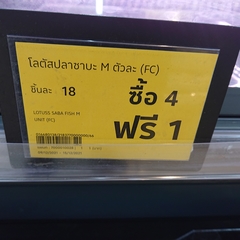 โลตัสปลาซาบะ M ตัวละ (FC)
ชิ้นละ 18
ซื้อ 4
ฟรี 1
LOTUSS SABA FISH M
UNIT (FC)